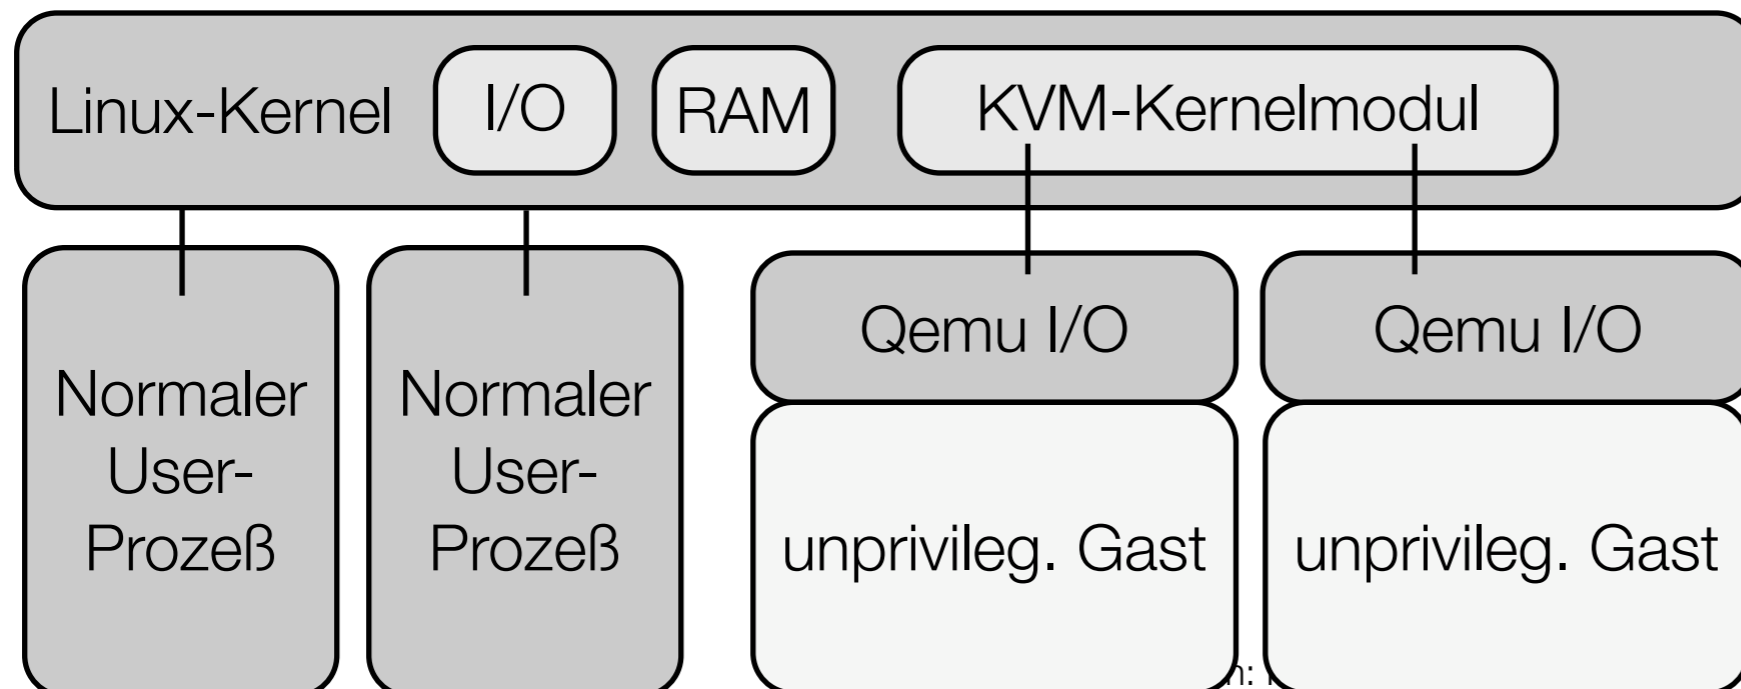 Linux-Kernel I/O RAM KVM-Kernelmodul
Normaler
User-
Prozeß
Normaler
User-
Prozeß
Qemu I/O
unprivileg. Gast
Qemu I/O
unprivileg. Gast